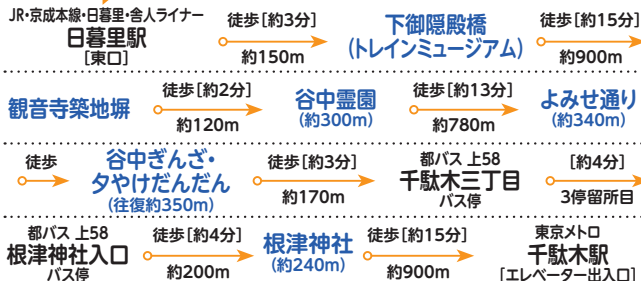 JR・京成本線・日暮里・舎人ライナー
日暮里駅
[東口]
徒歩[約3分]
約150m
下御隠殿橋
(トレインミュージアム)
徒歩[約15分]
約900m
観音寺築地塀
徒歩[約2分]
約120m
谷中霊園
(約300m)
徒歩[約13分]
約780m
よみせ通り
(約340m)
徒歩
谷中ぎんざ・
夕やけだんだん
(往復約350m)
徒歩[約3分]
約170m
都バス 上58
千駄木三丁目
バス停
[約4分]
3停留所目
都バス 上58
根津神社入口
バス停
徒歩[約4分]
約200m
根津神社
(約240m)
徒歩[約15分]
約900m
東京メトロ
千駄木駅
[エレベーター出入口]